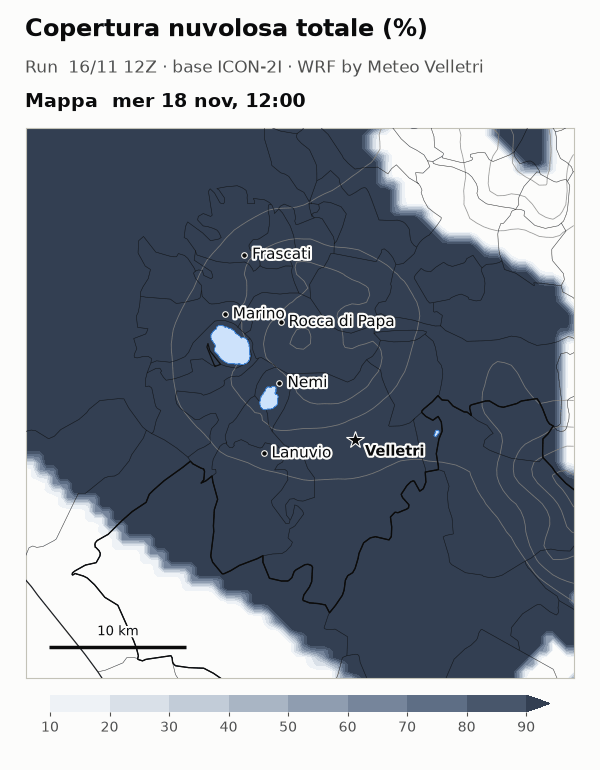 Copertura nuvolosa totale (%)
Run  16/11 12Z · base ICON-2I · WRF by Meteo Velletri
Mappa  mer 18 nov, 12:00
Frascati
Marino
Rocca di Papa
Nemi
Velletri
Lanuvio
10 km
10 20 30 40 50 60 70 80 90